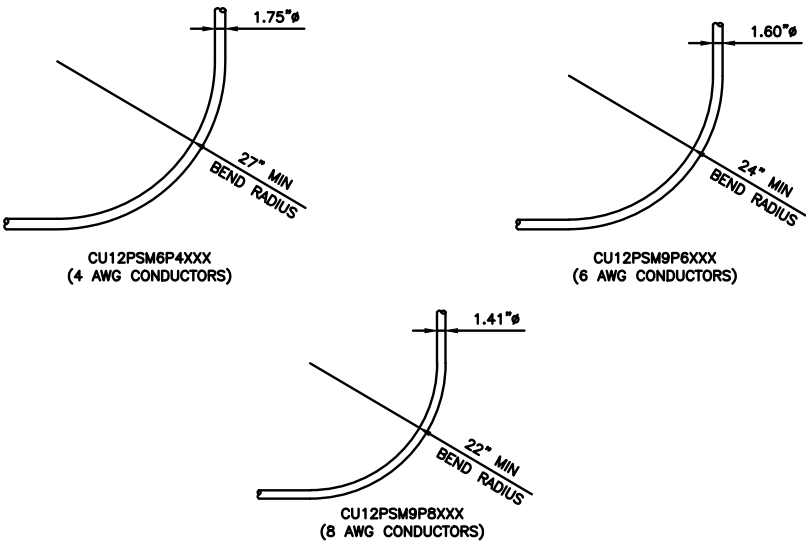 1.75"ø
27" MIN
BEND RADIUS
CU12PSM6P4XXX
(4 AWG CONDUCTORS)
1.60"ø
24" MIN
BEND RADIUS
CU12PSM9P6XXX
(6 AWG CONDUCTORS)
1.41"ø
22" MIN
BEND RADIUS
CU12PSM9P8XXX
(8 AWG CONDUCTORS)